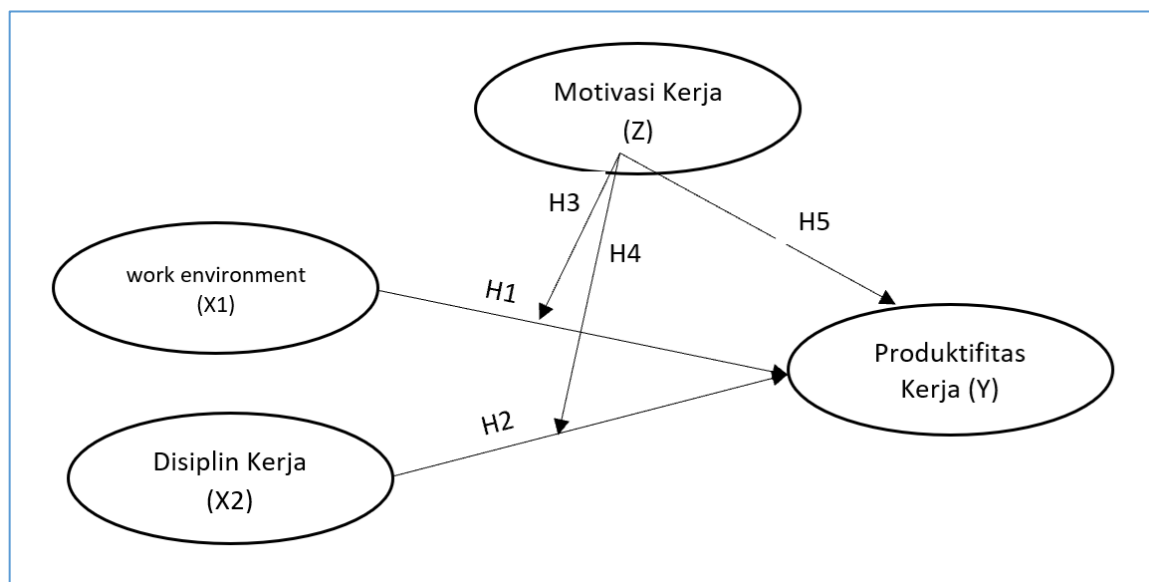 Motivasi Kerja
(Z)
H3
H5
H4
work environment
(X1)
H1
Produktifitas
Kerja (Y)
H2
Disiplin Kerja
(X2)